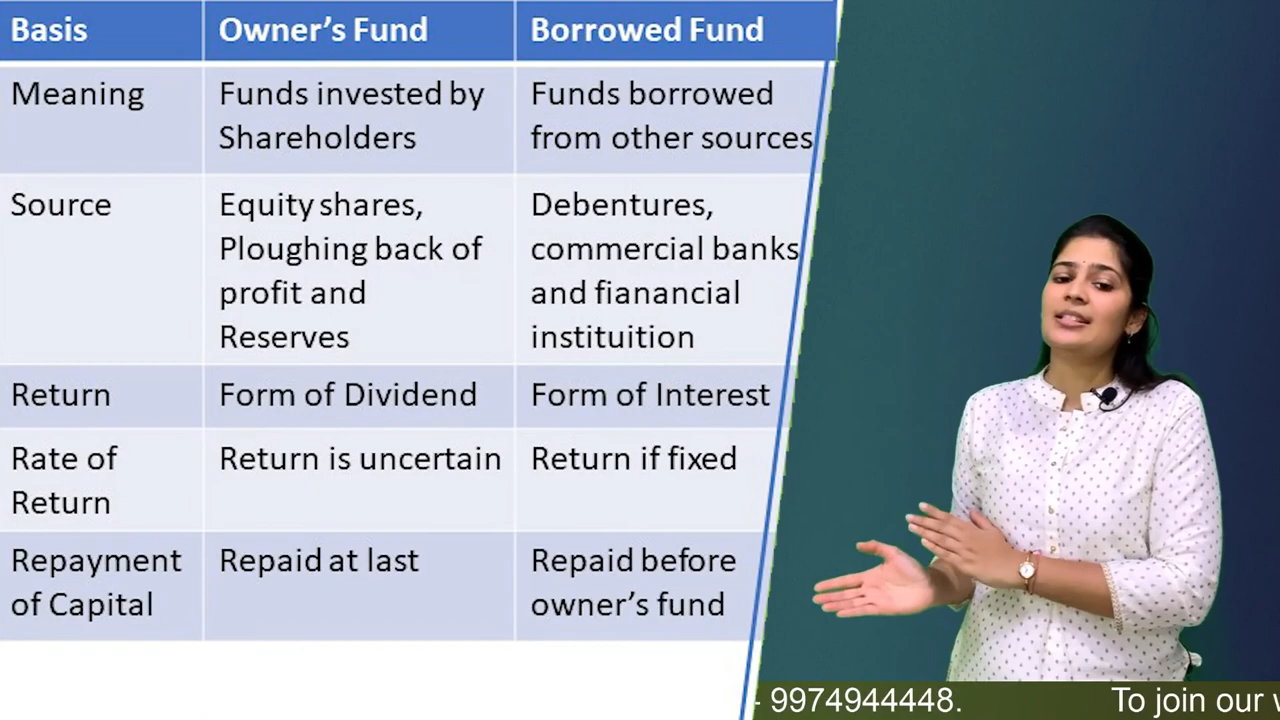 Basis Owner's Fund Borrowed Fund
Meaning Funds invested by Funds borrowed
Shareholders from other sources
Source Equity shares, Debentures,
Ploughing back of commercial banks
profit and and fianancial
Reserves instituition
Return Form of Dividend Form of Interest
Rate of Return is uncertain Return if fixed
Return
Repayment Repaid at last Repaid before
of Capital owner's fund
- 9974944448. To join our